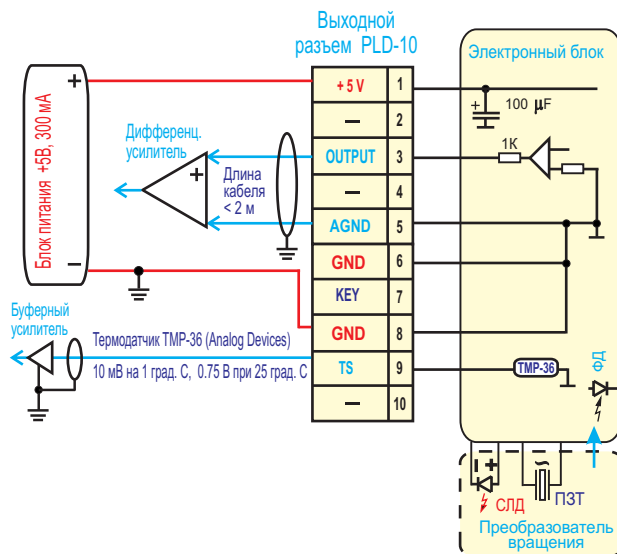 Выходной
разъем PLD-10
Электронный блок
Блок питания +5В, 300 мА
+
−
Дифференц.
усилитель
+
Длина
кабеля
< 2 м
+ 5 V 1
— 2
OUTPUT 3
— 4
AGND 5
GND 6
KEY 7
GND 8
TS 9
— 10
+ 100 µF
1К
Буферный
усилитель
Термодатчик TMP-36 (Analog Devices)
10 мВ на 1 град. С, 0.75 В при 25 град. С
TMP-36
ФД
− +
~
СЛД
ПЗТ
Преобразователь
вращения